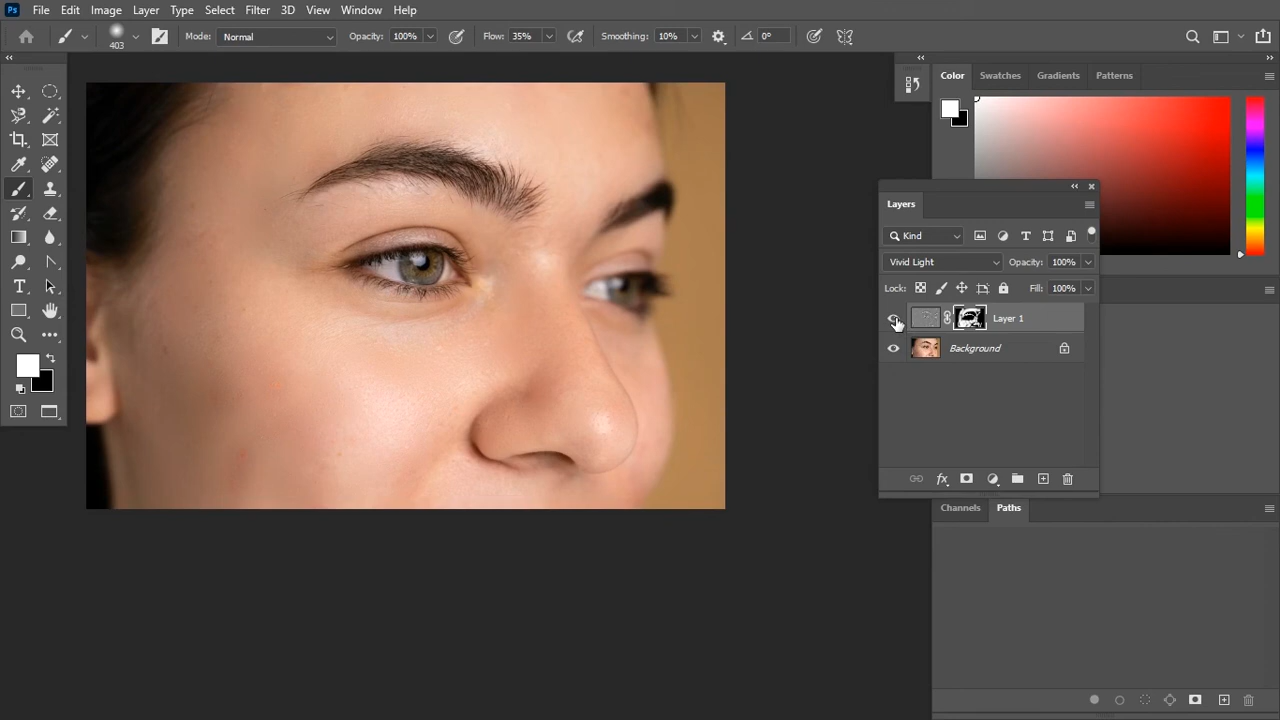 Ps File Edit Image Layer Type Select Filter 3D View Window Help
403 Mode: Normal Opacity: 100% Flow: 35% Smoothing: 10% 0°
Color Swatches Gradients Patterns
Layers
Kind
Vivid Light Opacity: 100%
Lock: Fill: 100%
Layer 1
Background
fx
Channels Paths